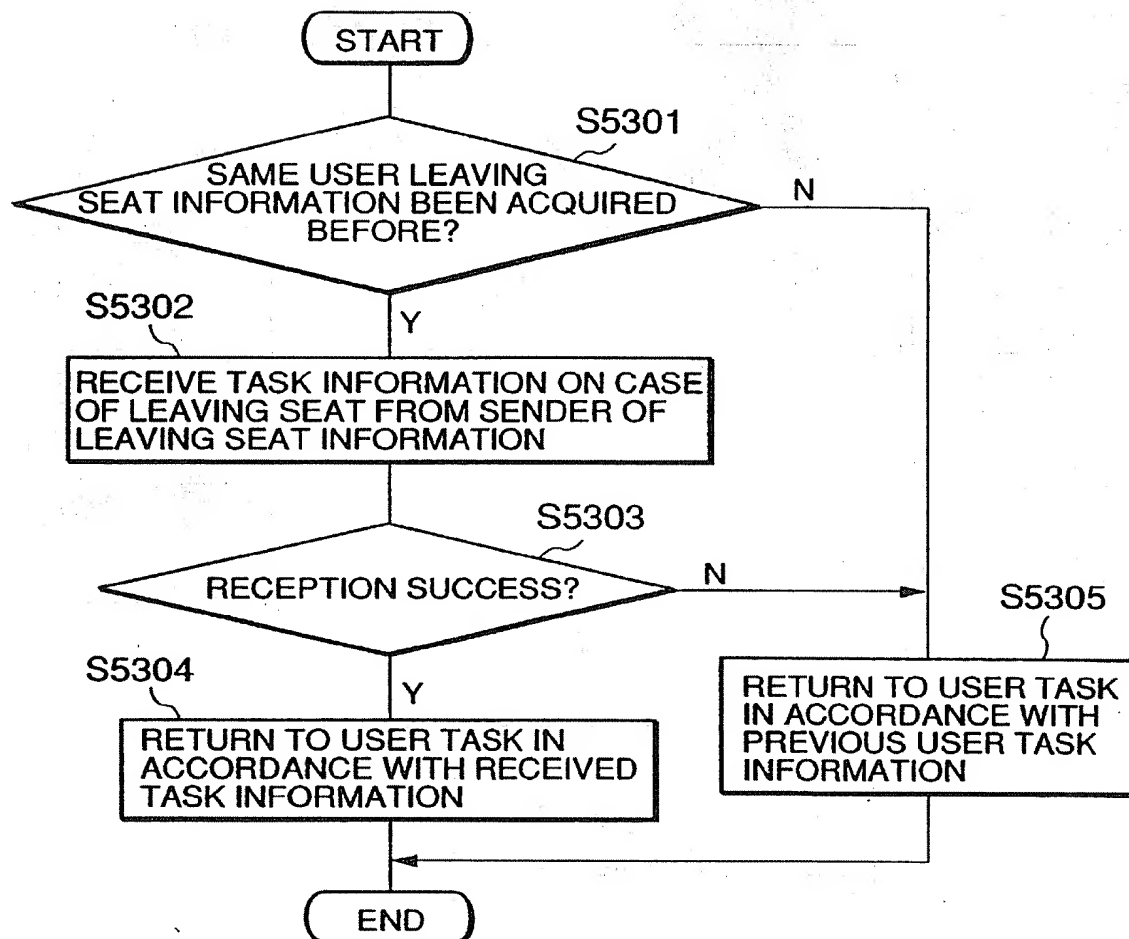 START
S5301
SAME USER LEAVING
SEAT INFORMATION BEEN ACQUIRED
BEFORE?
N
Y
S5302
RECEIVE TASK INFORMATION ON CASE
OF LEAVING SEAT FROM SENDER OF
LEAVING SEAT INFORMATION
S5303
RECEPTION SUCCESS?
N
Y
S5304
RETURN TO USER TASK IN
ACCORDANCE WITH RECEIVED
TASK INFORMATION
S5305
RETURN TO USER TASK
IN ACCORDANCE WITH
PREVIOUS USER TASK
INFORMATION
END